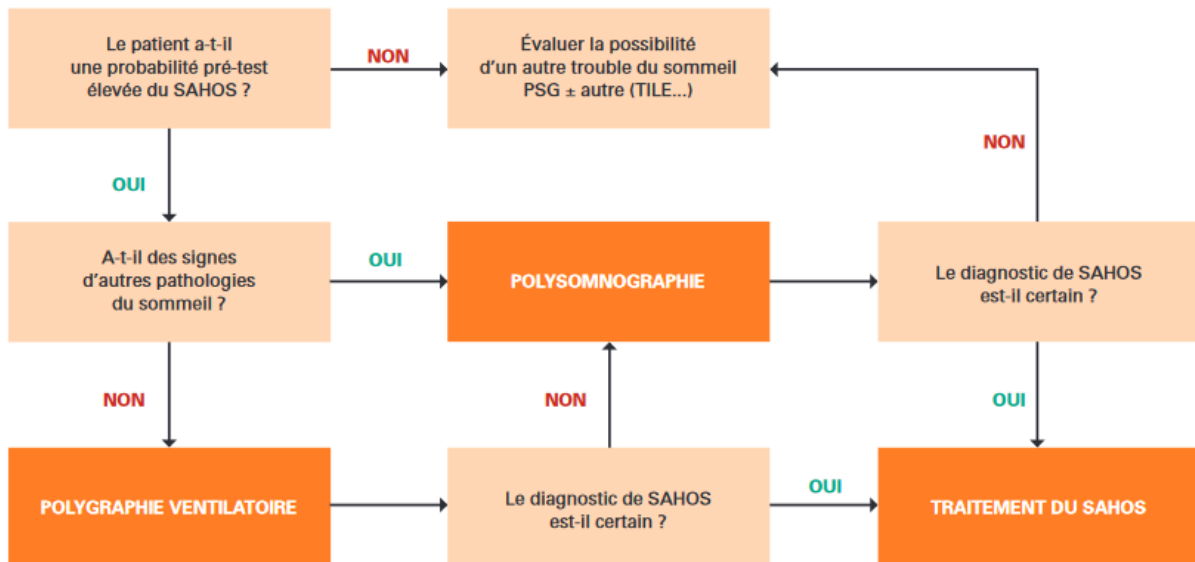 Le patient a-t-il
une probabilité pré-test
élevée du SAHOS ?
NON
Évaluer la possibilité
d'un autre trouble du sommeil
PSG ± autre (TILE...)
OUI
NON
A-t-il des signes
d'autres pathologies
du sommeil ?
OUI
POLYSOMNOGRAPHIE
Le diagnostic de SAHOS
est-il certain ?
NON
NON
OUI
POLYGRAPHIE VENTILATOIRE
Le diagnostic de SAHOS
est-il certain ?
OUI
TRAITEMENT DU SAHOS